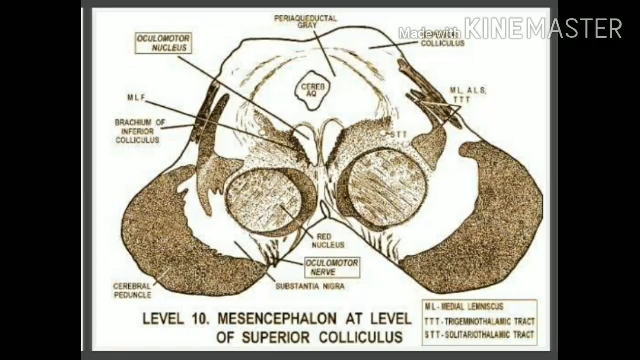 PERIAQUEDUCTAL
GRAY
Made with KINEMASTER
COLLICULUS
OCULOMOTOR
NUCLEUS
CEREB
AQ
ML, ALS,
TTT
MLF
BRACHIUM OF
INFERIOR
COLLICULUS
STT
RED
NUCLEUS
OCULOMOTOR
NERVE
CEREBRAL
PEDUNCLE
SUBSTANTIA NIGRA
LEVEL 10. MESENCEPHALON AT LEVEL
OF SUPERIOR COLLICULUS
ML-MEDIAL LEMNISCUS
TTT-TRIGEMINOTHALAMIC TRACT
STT-SOLITARIOTHALAMIC TRACT